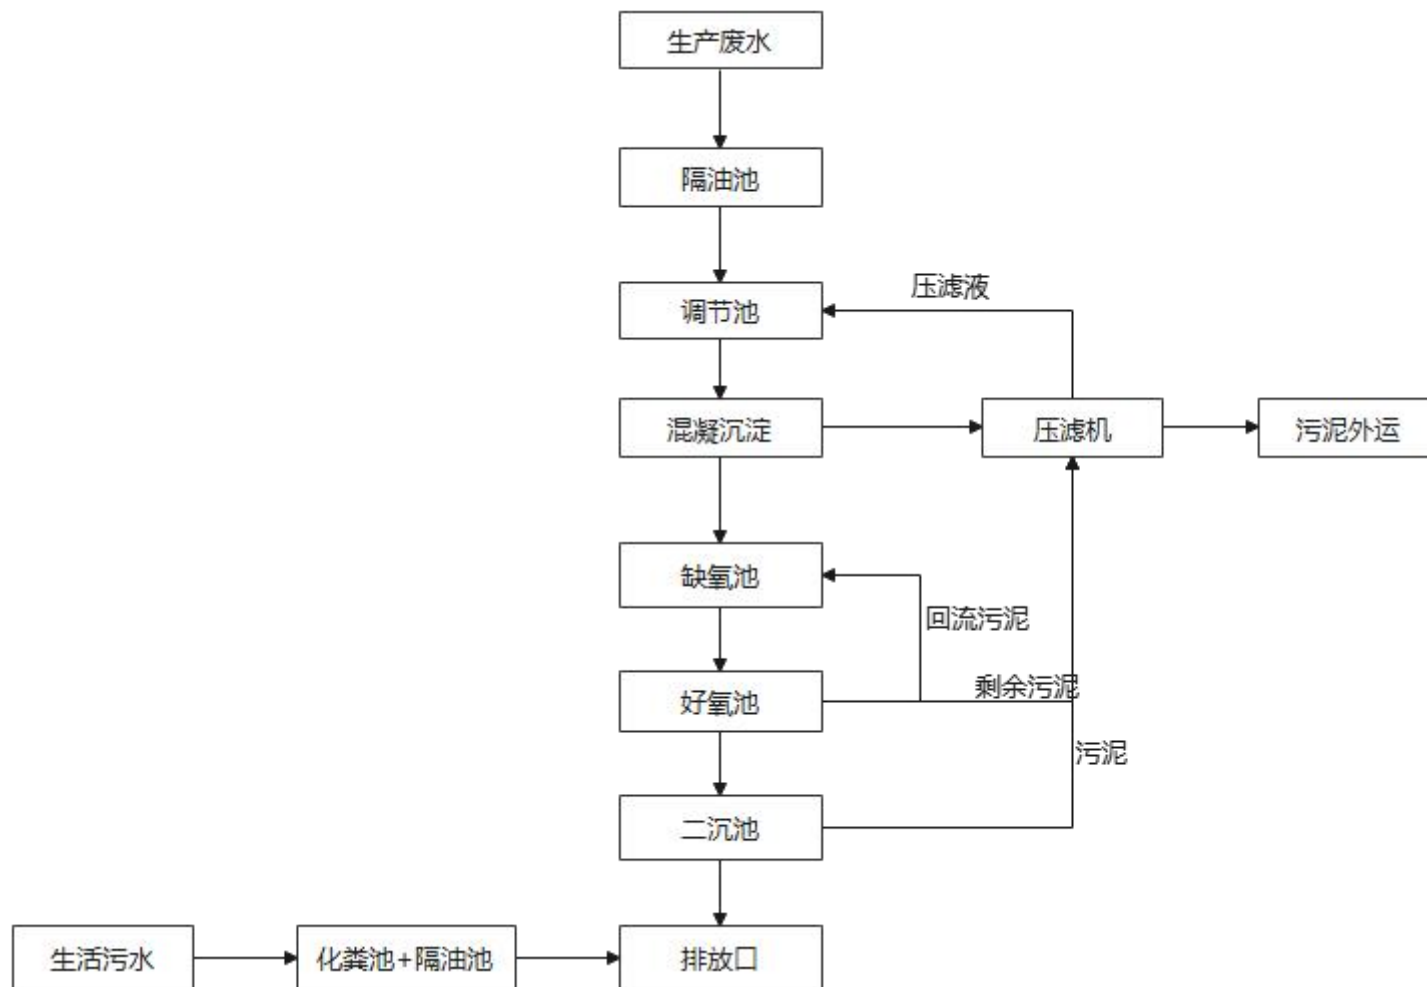 生产废水
隔油池
压滤液
调节池
混凝沉淀
压滤机
污泥外运
缺氧池
回流污泥
剩余污泥
好氧池
污泥
二沉池
生活污水
化粪池+隔油池
排放口